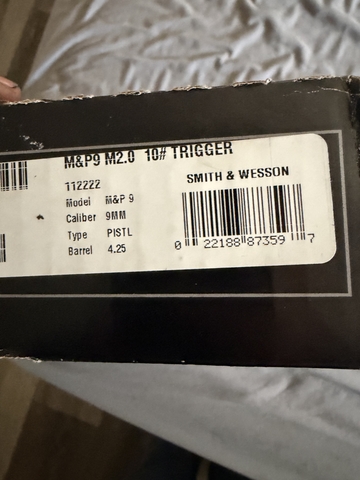 M&P9 M2.0 10# TRIGGER
112222
Model M&P 9
Caliber 9MM
Type PISTL
Barrel 4.25
SMITH & WESSON
0 22188 87359 7